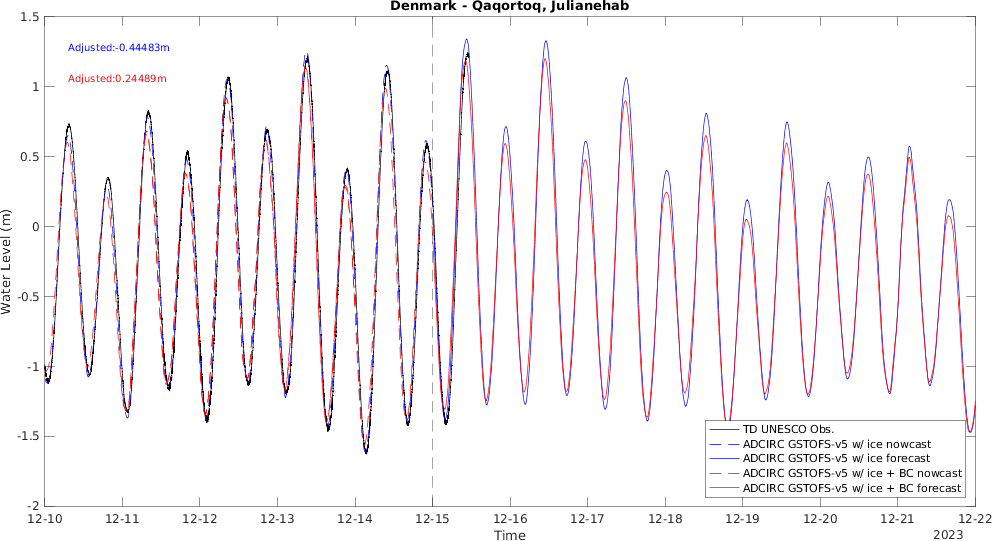 Denmark - Qaqortoq, Julianehab
Adjusted:-0.44483m
Adjusted:0.24489m
Water Level (m)
1.5
1
0.5
0
-0.5
-1
-1.5
-2
TD UNESCO Obs.
ADCIRC GSTOFS-v5 w/ ice nowcast
ADCIRC GSTOFS-v5 w/ ice forecast
ADCIRC GSTOFS-v5 w/ ice + BC nowcast
ADCIRC GSTOFS-v5 w/ ice + BC forecast
12-10 12-11 12-12 12-13 12-14 12-15 12-16 12-17 12-18 12-19 12-20 12-21 12-22
Time
2023